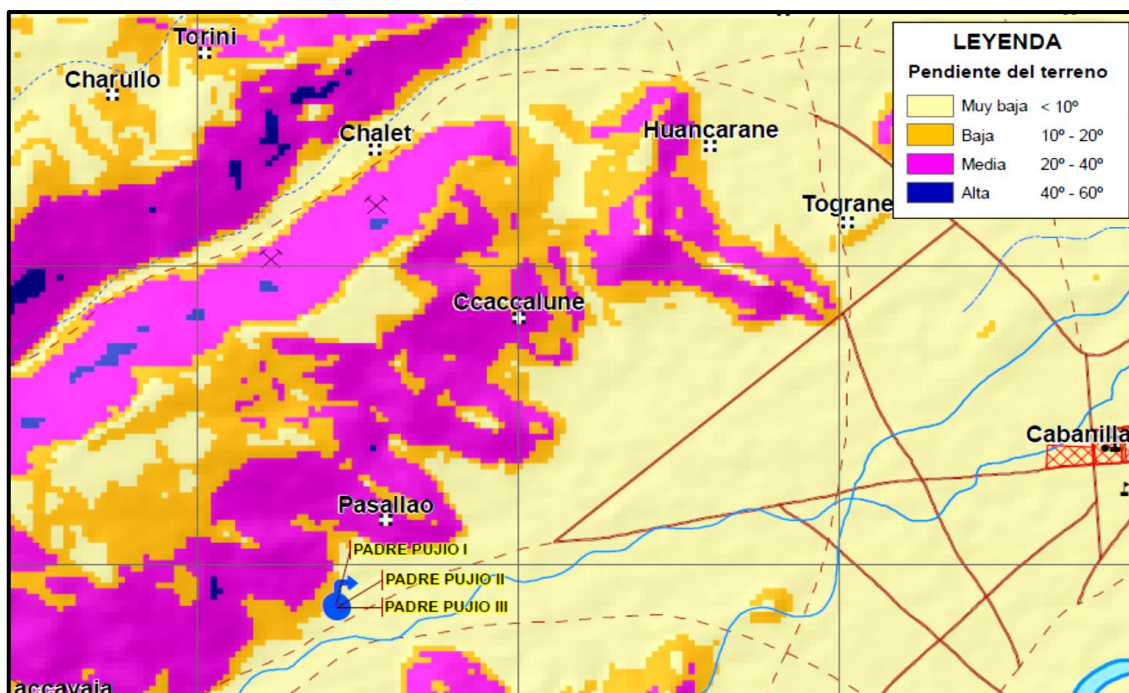 Torini
Charullo
Chalet
Huancarane
Tograne
Ccaccalune
Cabanilla
Pasallao
PADRE PUJIO I
PADRE PUJIO II
PADRE PUJIO III
accavaia
LEYENDA
Pendiente del terreno
Muy baja < 10º
Baja 10º - 20º
Media 20º - 40º
Alta 40º - 60º